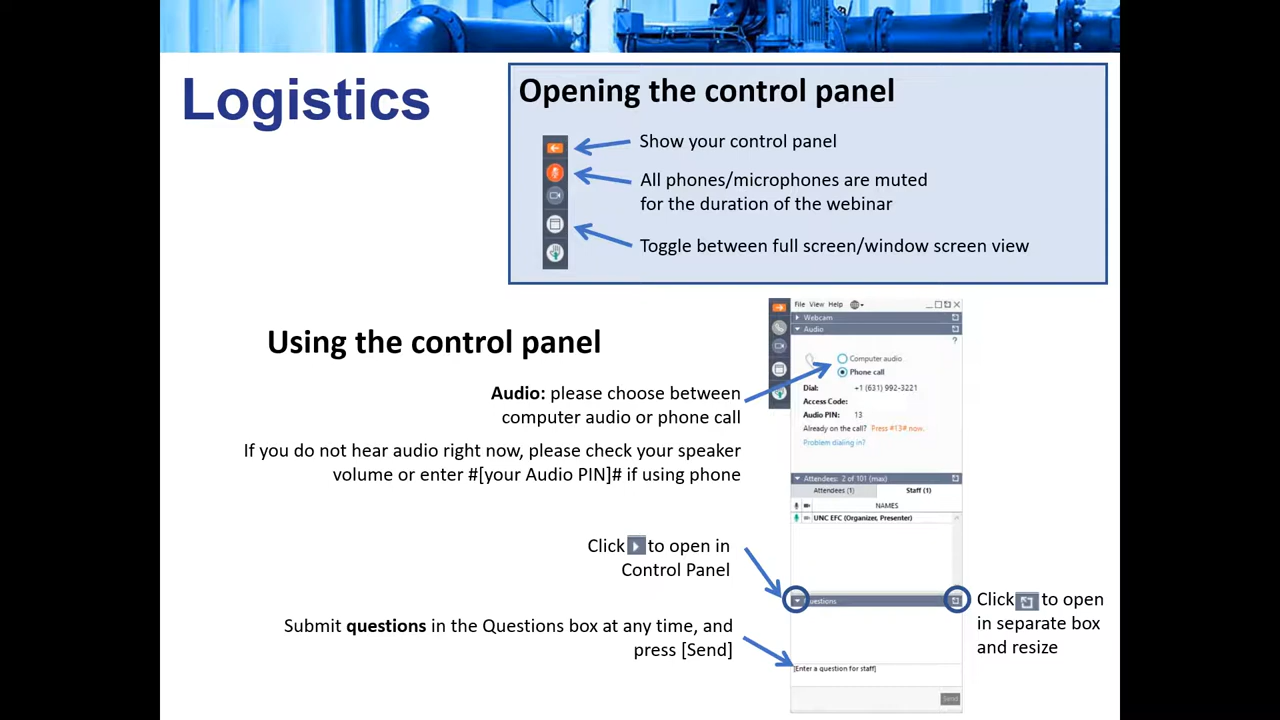 Logistics
Opening the control panel
Show your control panel
All phones/microphones are muted
for the duration of the webinar
Toggle between full screen/window screen view
Using the control panel
Audio: please choose between
computer audio or phone call
If you do not hear audio right now, please check your speaker
volume or enter #[your Audio PIN]# if using phone
Click to open in
Control Panel
Submit questions in the Questions box at any time, and
press [Send]
File View Help
Webcam
Audio
?
Computer audio
Phone call
Dial: +1 (631) 992-3221
Access Code:
Audio PIN: 13
Already on the call? Press #13# now.
Problem dialing in?
Attendees: 2 of 101 (max)
Attendees (1) Staff (1)
NAMES
UNC EFC (Organizer, Presenter)
Questions
[Enter a question for staff]
Send
Click to open
in separate box
and resize